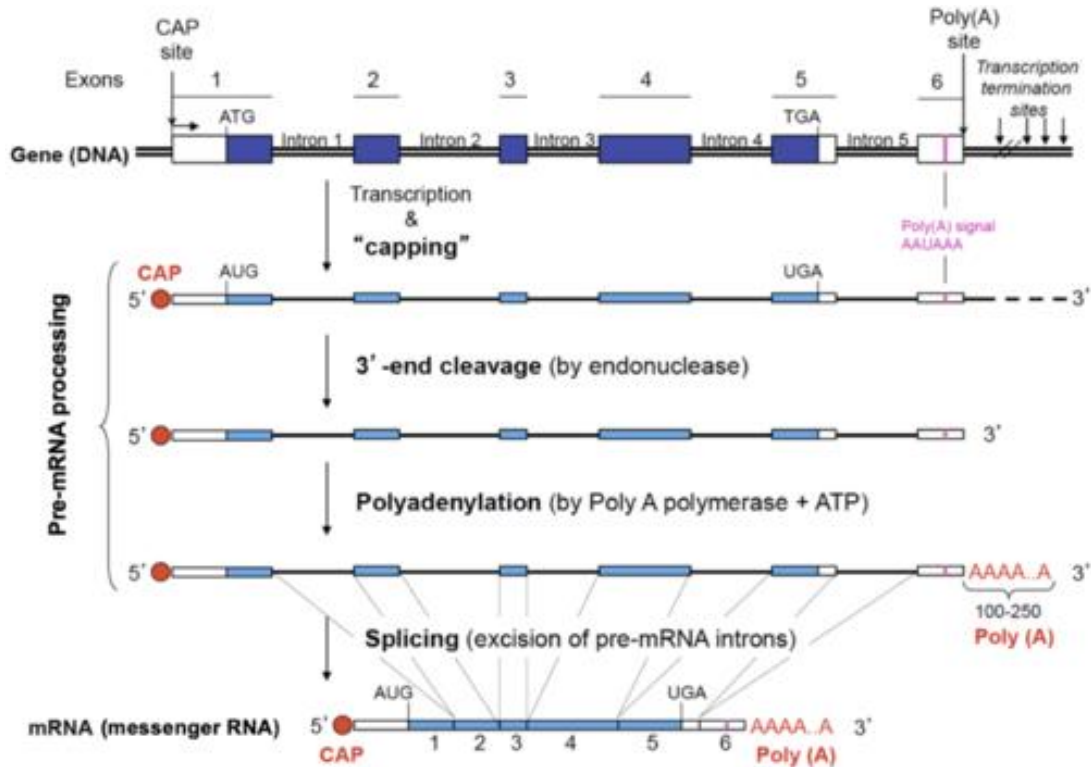 CAP
site
Poly(A)
site
Exons 1 2 3 4 5 6
Transcription
termination
sites
ATG TGA
Gene (DNA) Intron 1 Intron 2 Intron 3 Intron 4 Intron 5
Transcription
&
“capping”
Poly(A) signal
AAUAAA
CAP AUG UGA
5’ 3’
Pre-mRNA processing
3’-end cleavage (by endonuclease)
5’ 3’
Polyadenylation (by Poly A polymerase + ATP)
5’ AAAA..A 3’
100-250
Poly (A)
Splicing (excision of pre-mRNA introns)
AUG UGA
mRNA (messenger RNA) 5’ AAAA..A 3’
1 2 3 4 5 6
CAP Poly (A)